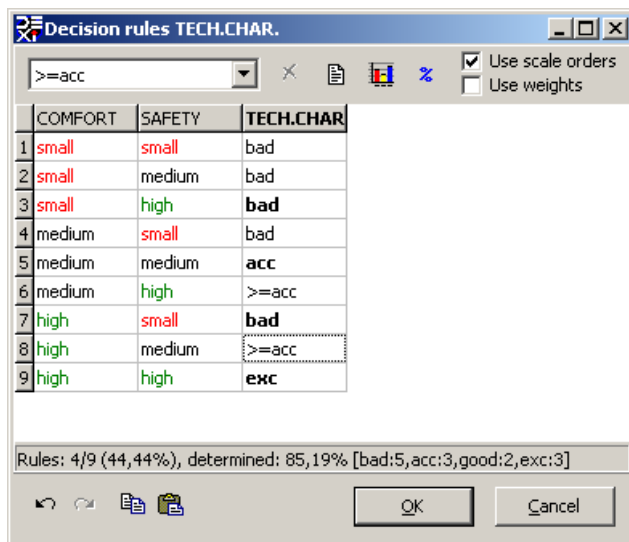 Decision rules TECH.CHAR.
>=acc
%
Use scale orders
Use weights
COMFORT SAFETY TECH.CHAR
1 small small bad
2 small medium bad
3 small high bad
4 medium small bad
5 medium medium acc
6 medium high >=acc
7 high small bad
8 high medium >=acc
9 high high exc
Rules: 4/9 (44,44%), determined: 85,19% [bad:5,acc:3,good:2,exc:3]
OK Cancel